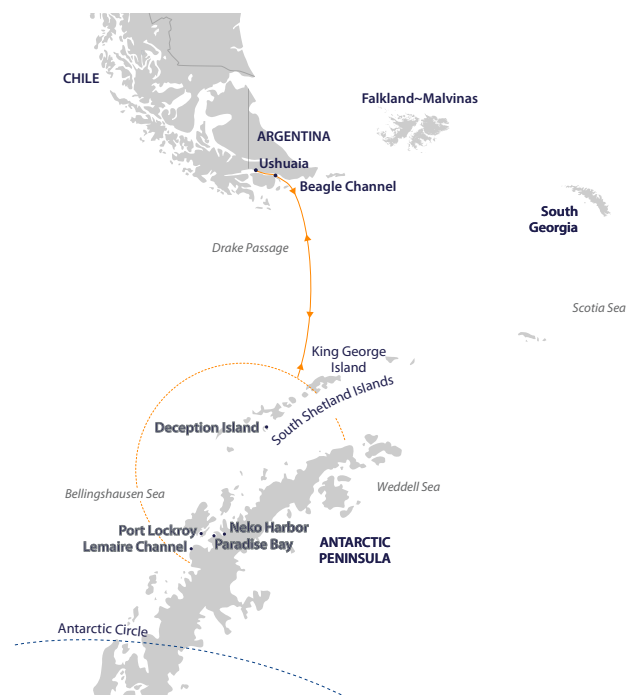 CHILE
Falkland~Malvinas
ARGENTINA
Ushuaia
Beagle Channel
South
Georgia
Drake Passage
Scotia Sea
King George
Island
South Shetland Islands
Deception Island
Bellingshausen Sea
Weddell Sea
Port Lockroy
Neko Harbor
Lemaire Channel
Paradise Bay
ANTARCTIC
PENINSULA
Antarctic Circle